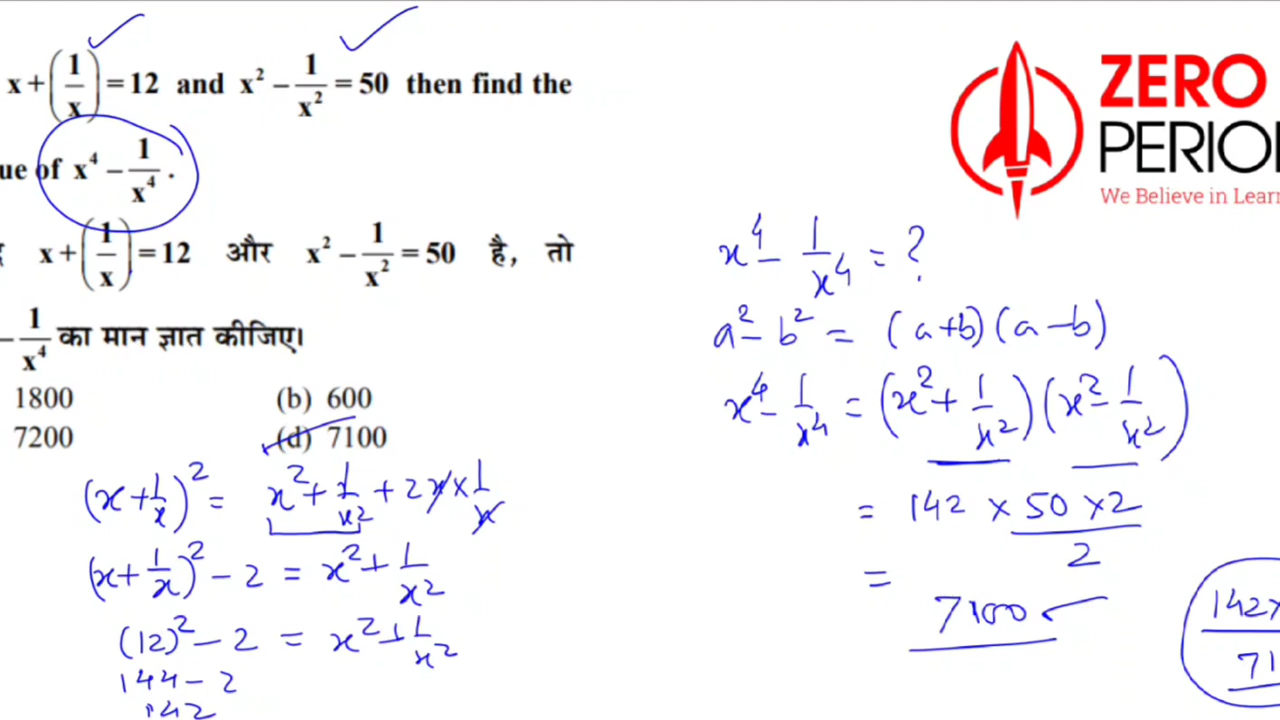 x + (1/x) = 12 and x² − 1/x² = 50 then find the
ue of x⁴ − 1/x⁴ .
x + (1/x) = 12 और x² − 1/x² = 50 है, तो
− 1/x⁴ का मान ज्ञात कीजिए।
1800 (b) 600
7200 (d) 7100
(x + 1/x)² = x² + 1/x² + 2x × 1/x
(x + 1/x)² − 2 = x² + 1/x²
(12)² − 2 = x² + 1/x²
144 − 2
142
ZERO
PERIO
We Believe in Learn
x⁴ − 1/x⁴ = ?
a² − b² = (a+b)(a−b)
x⁴ − 1/x⁴ = (x² + 1/x²)(x² − 1/x²)
= 142 × 50 × 2 / 2
= 7100
142×
71